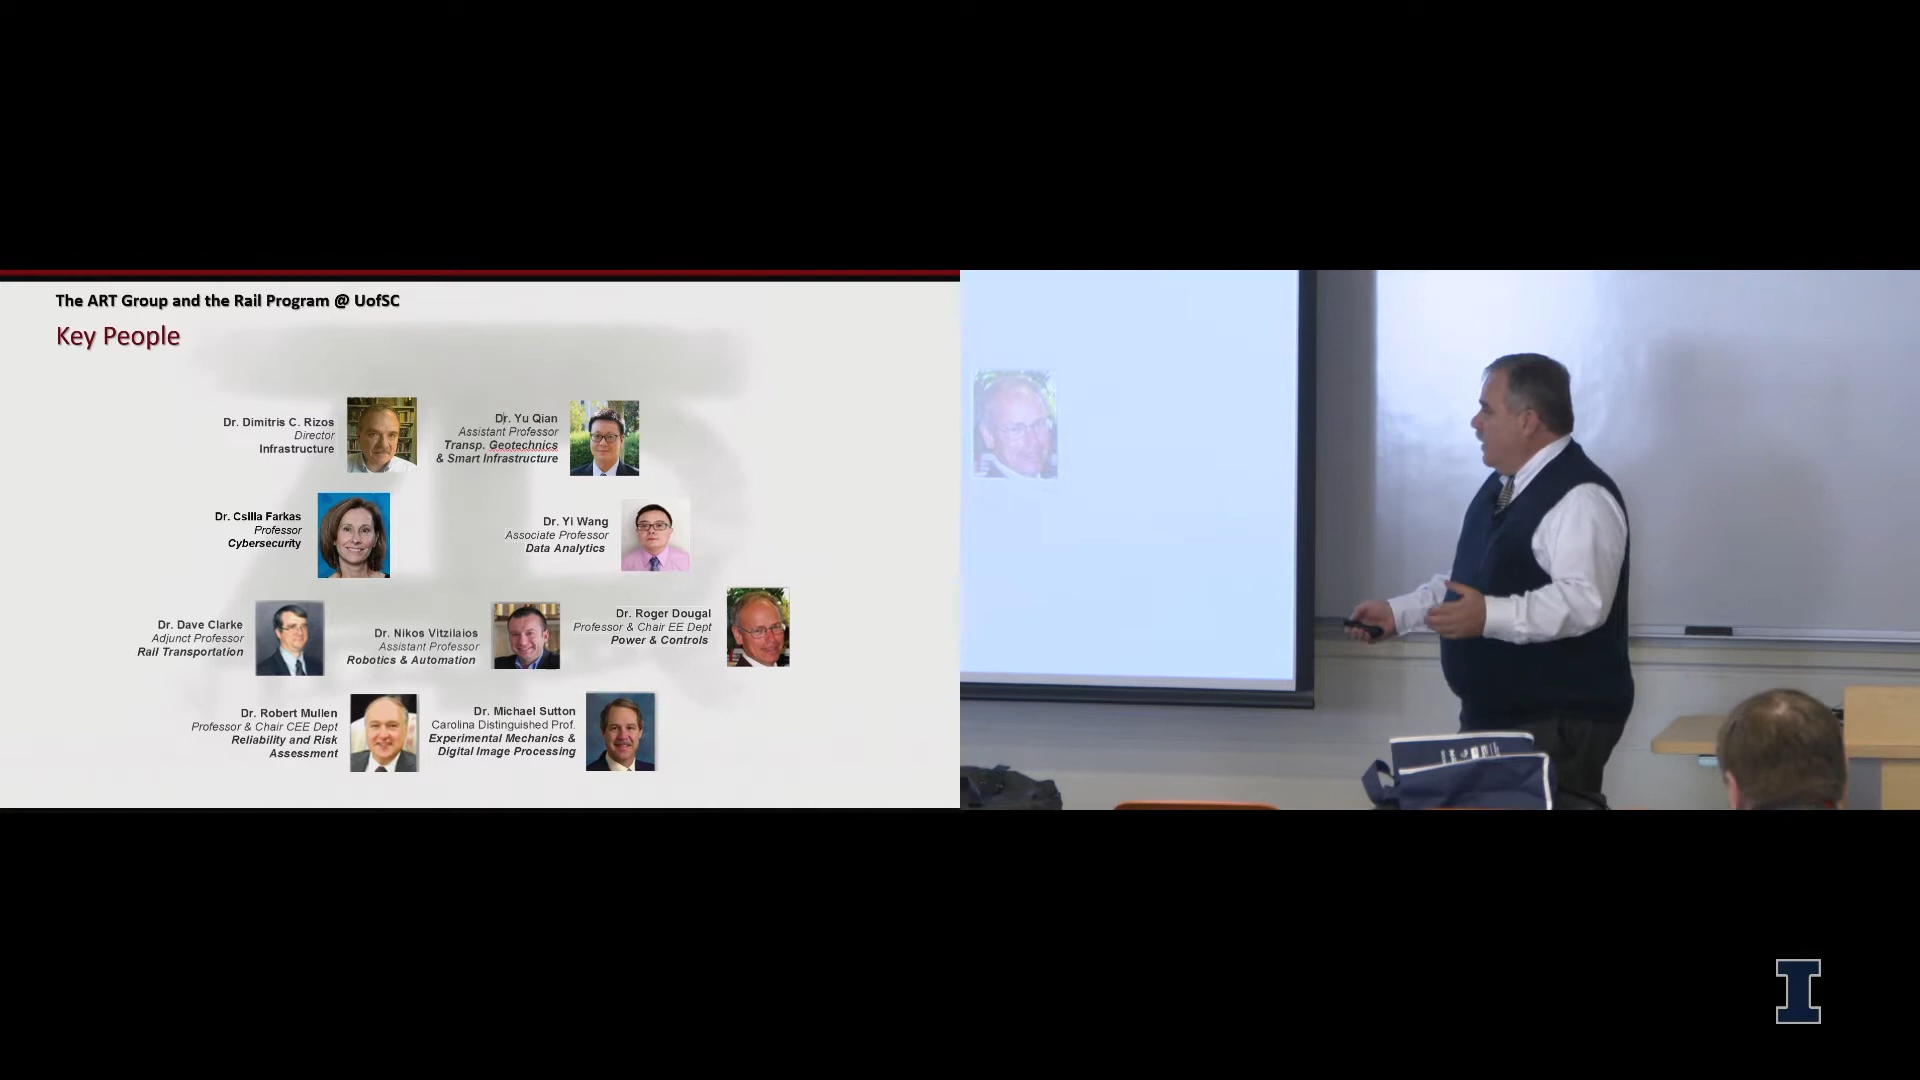 The ART Group and the Rail Program @ UofSC
Key People
Dr. Dimitris C. Rizos
Director
Infrastructure
Dr. Yu Qian
Assistant Professor
Transp. Geotechnics
& Smart Infrastructure
Dr. Csilla Farkas
Professor
Cybersecurity
Dr. Yi Wang
Associate Professor
Data Analytics
Dr. Dave Clarke
Adjunct Professor
Rail Transportation
Dr. Nikos Vitzilaios
Assistant Professor
Robotics & Automation
Dr. Roger Dougal
Professor & Chair EE Dept
Power & Controls
Dr. Robert Mullen
Professor & Chair CEE Dept
Reliability and Risk
Assessment
Dr. Michael Sutton
Carolina Distinguished Prof.
Experimental Mechanics &
Digital Image Processing
I